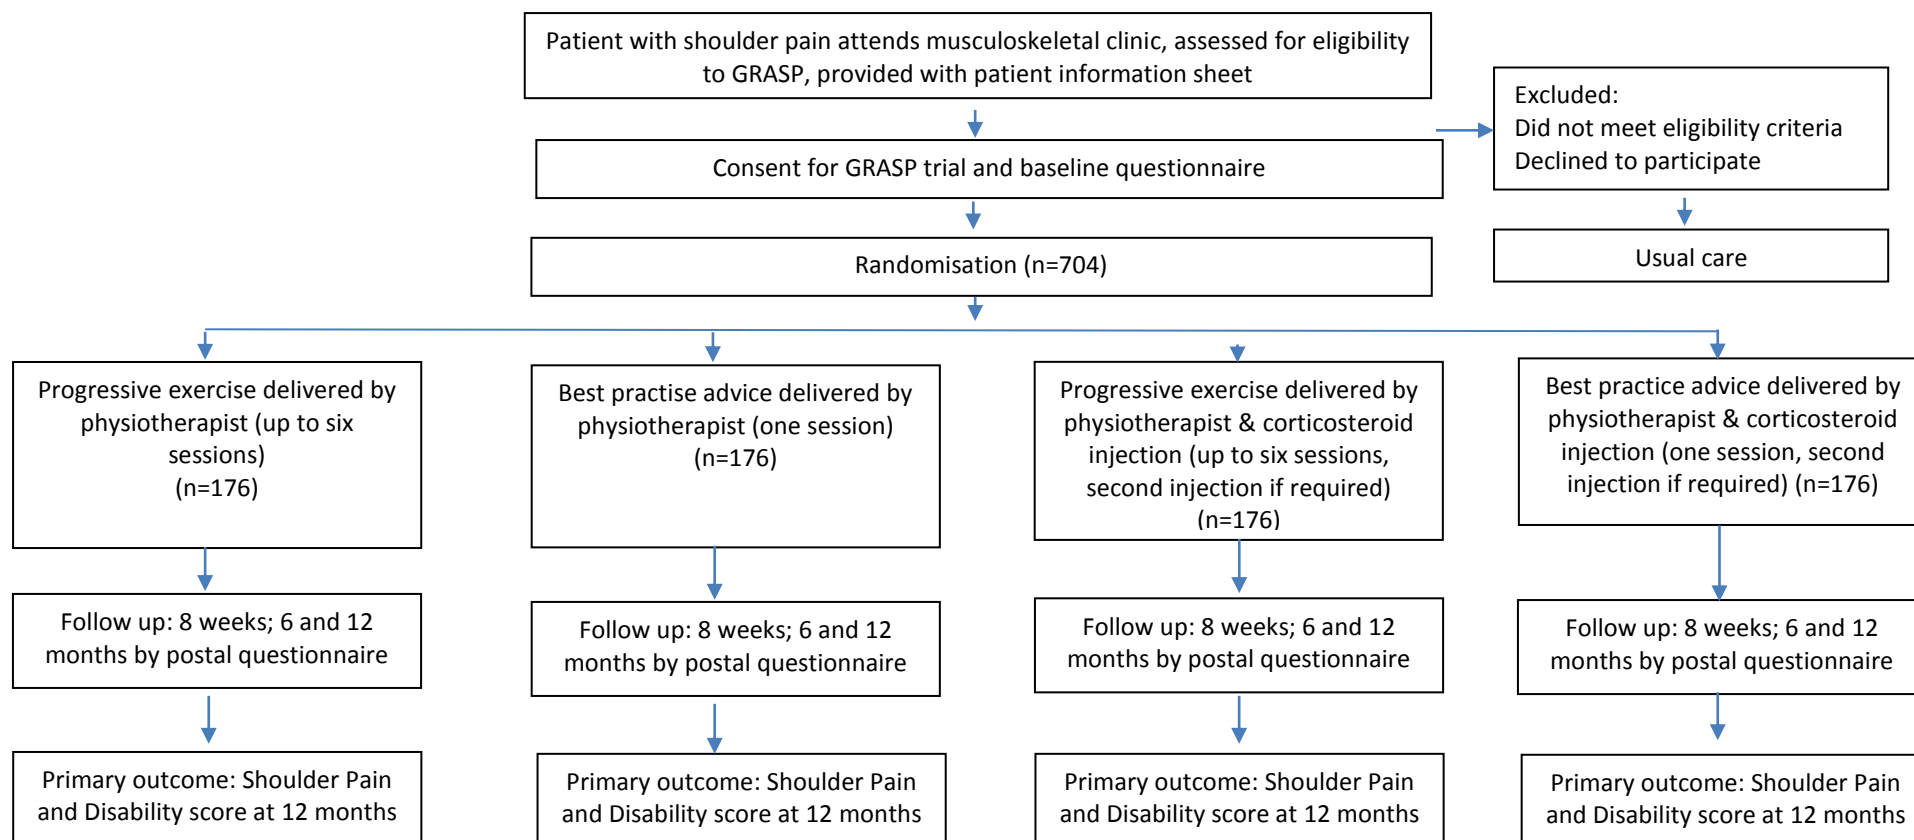 Patient with shoulder pain attends musculoskeletal clinic, assessed for eligibility
to GRASP, provided with patient information sheet
Excluded:
Did not meet eligibility criteria
Declined to participate
Consent for GRASP trial and baseline questionnaire
Usual care
Randomisation (n=704)
Progressive exercise delivered by
physiotherapist (up to six
sessions)
(n=176)
Best practise advice delivered by
physiotherapist (one session)
(n=176)
Progressive exercise delivered by
physiotherapist & corticosteroid
injection (up to six sessions,
second injection if required)
(n=176)
Best practice advice delivered by
physiotherapist & corticosteroid
injection (one session, second
injection if required) (n=176)
Follow up: 8 weeks; 6 and 12
months by postal questionnaire
Follow up: 8 weeks; 6 and 12
months by postal questionnaire
Follow up: 8 weeks; 6 and 12
months by postal questionnaire
Follow up: 8 weeks; 6 and 12
months by postal questionnaire
Primary outcome: Shoulder Pain
and Disability score at 12 months
Primary outcome: Shoulder Pain
and Disability score at 12 months
Primary outcome: Shoulder Pain
and Disability score at 12 months
Primary outcome: Shoulder Pain
and Disability score at 12 months